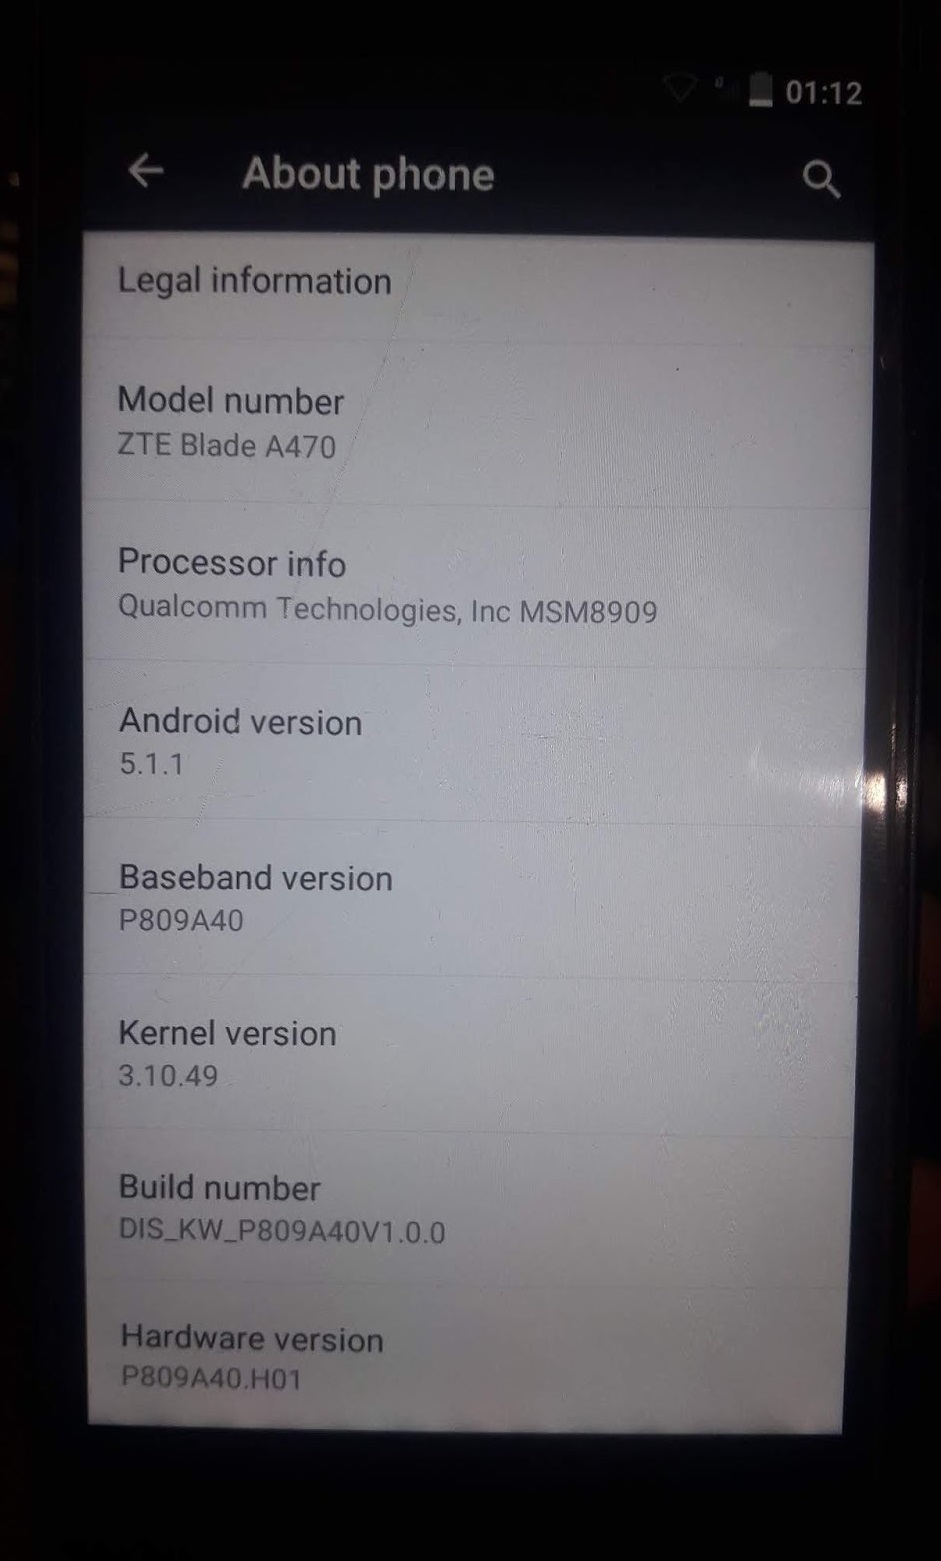 01:12
About phone
Legal information
Model number
ZTE Blade A470
Processor info
Qualcomm Technologies, Inc MSM8909
Android version
5.1.1
Baseband version
P809A40
Kernel version
3.10.49
Build number
DIS_KW_P809A40V1.0.0
Hardware version
P809A40.H01